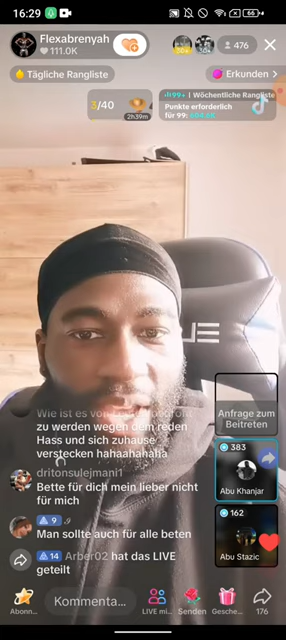 16:29
66
Flexabrenyah
111.0K
476
Tägliche Rangliste
Erkunden >
3/40
2h39m
99+ | Wöchentliche Rangliste
Punkte erforderlich
für 99:
Wie ist es von
zu werden wegen dem reden
Hass und sich zuhause
verstecken hahaahahaha
Anfrage zum
Beitreten
383
Abu Khanjar
dritonsulejmani1
Bette für dich mein lieber nicht
für mich
9
Man sollte auch für alle beten
162
Abu Stazic
14 Arber02 hat das LIVE
geteilt
Kommenta...
Abonn...
LIVE mi...
Senden
Gesche...
176